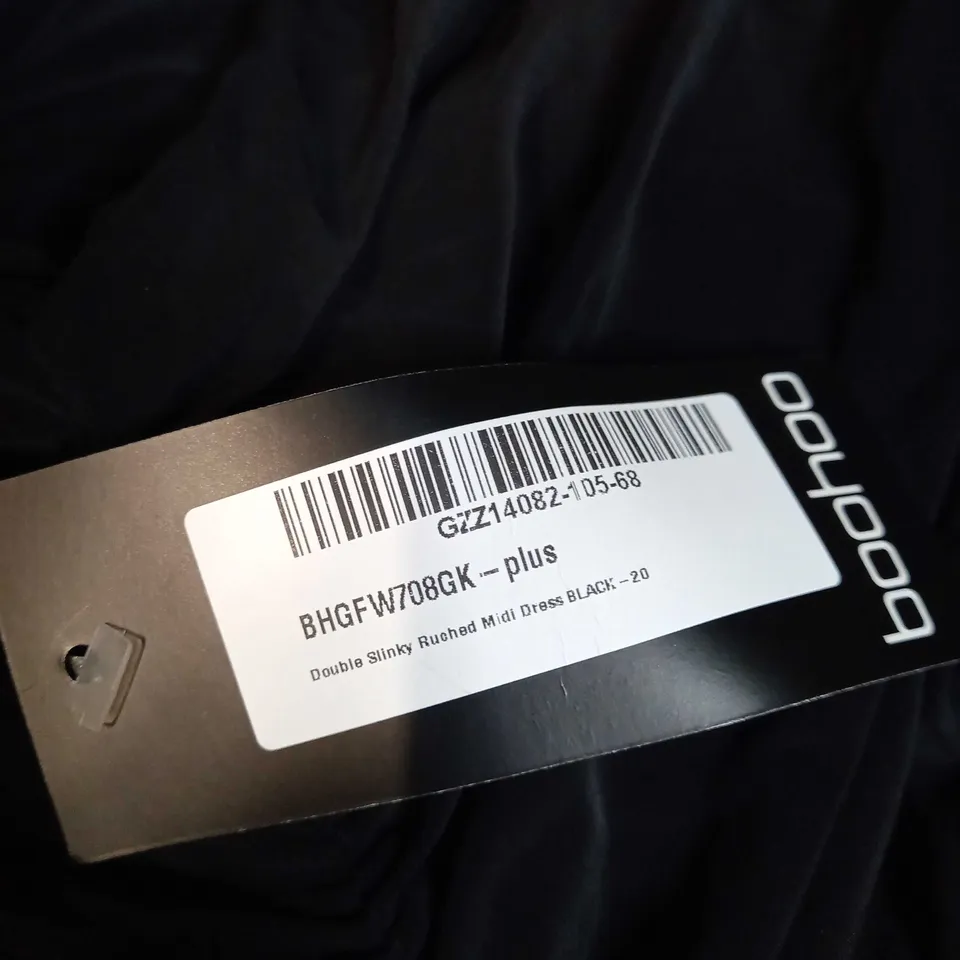 GZZ14082-105-68
BHGFW708GK -- plus
Double Slinky Ruched Midi Dress BLACK -20
boohoo